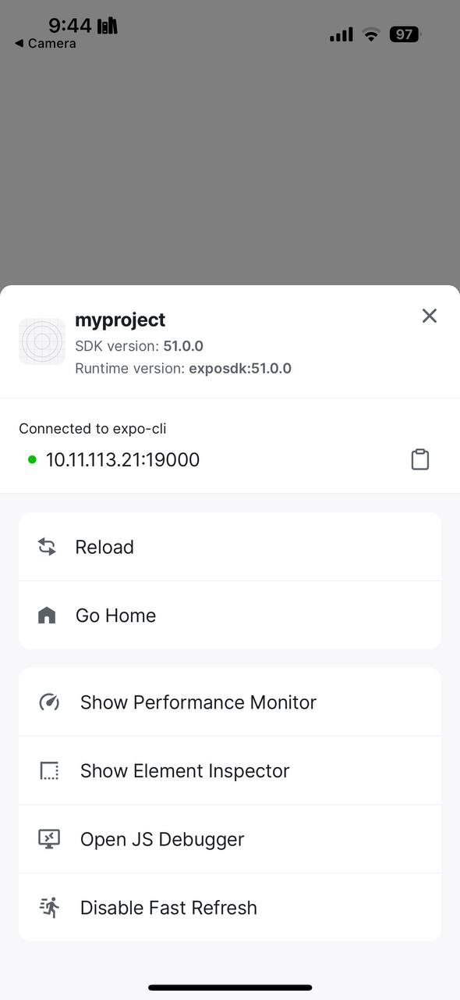 9:44
◀ Camera
97
myproject
SDK version: 51.0.0
Runtime version: exposdk:51.0.0
Connected to expo-cli
10.11.113.21:19000
Reload
Go Home
Show Performance Monitor
Show Element Inspector
Open JS Debugger
Disable Fast Refresh